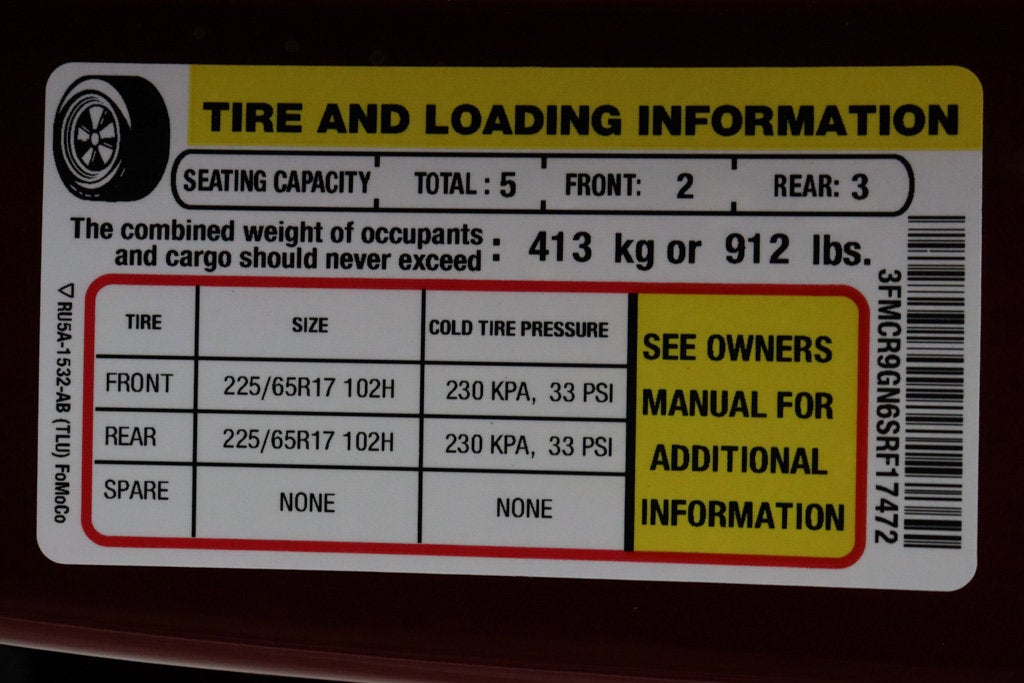 TIRE AND LOADING INFORMATION
SEATING CAPACITY TOTAL : 5 FRONT: 2 REAR: 3
The combined weight of occupants
and cargo should never exceed : 413 kg or 912 lbs.
TIRE SIZE COLD TIRE PRESSURE
FRONT 225/65R17 102H 230 KPA, 33 PSI
REAR 225/65R17 102H 230 KPA, 33 PSI
SPARE NONE NONE
SEE OWNERS
MANUAL FOR
ADDITIONAL
INFORMATION
3FMCR9GN6SRF17472
▽RU5A-1532-AB (TLU) FoMoCo